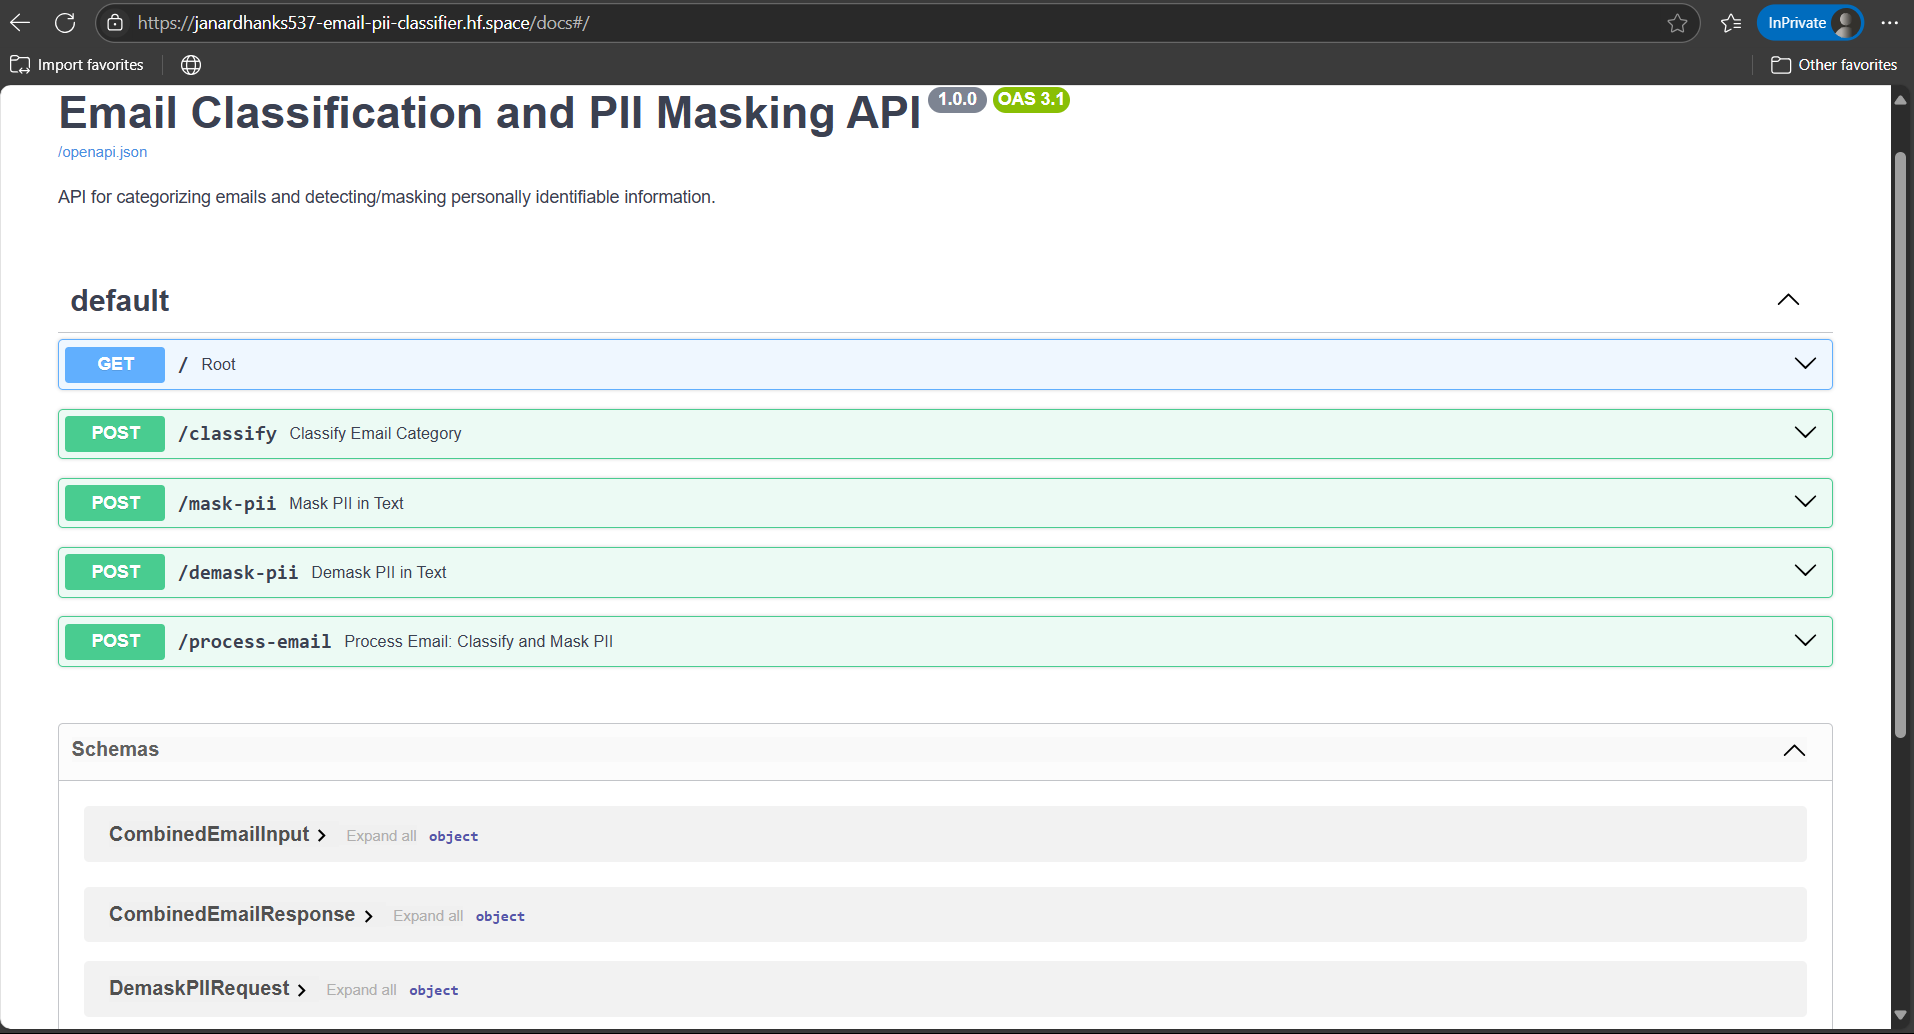 https://janardhanks537-email-pii-classifier.hf.space/docs#/
InPrivate
Import favorites
Other favorites
Email Classification and PII Masking API 1.0.0 OAS 3.1
/openapi.json
API for categorizing emails and detecting/masking personally identifiable information.
default
GET / Root
POST /classify Classify Email Category
POST /mask-pii Mask PII in Text
POST /demask-pii Demask PII in Text
POST /process-email Process Email: Classify and Mask PII
Schemas
CombinedEmailInput Expand all object
CombinedEmailResponse Expand all object
DemaskPIIRequest Expand all object